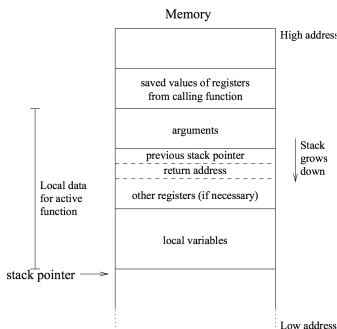 Memory
High address
saved values of registers
from calling function
arguments
previous stack pointer
return address
other registers (if necessary)
local variables
Local data
for active
function
Stack
grows
down
stack pointer
Low address